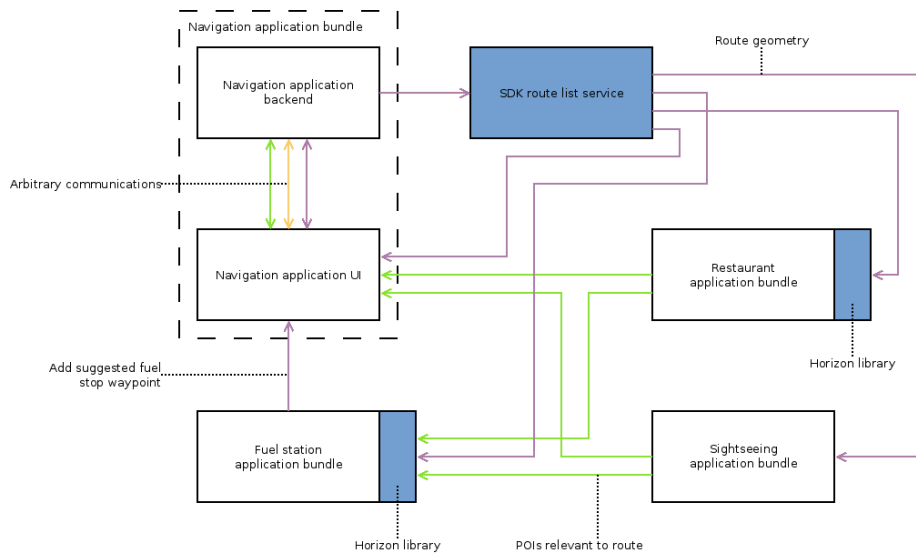 Navigation application bundle
Route geometry
Navigation application
backend
SDK route list service
Arbitrary communications
Navigation application UI
Restaurant
application bundle
Add suggested fuel
stop waypoint
Horizon library
Fuel station
application bundle
Sightseeing
application bundle
Horizon library
POIs relevant to route